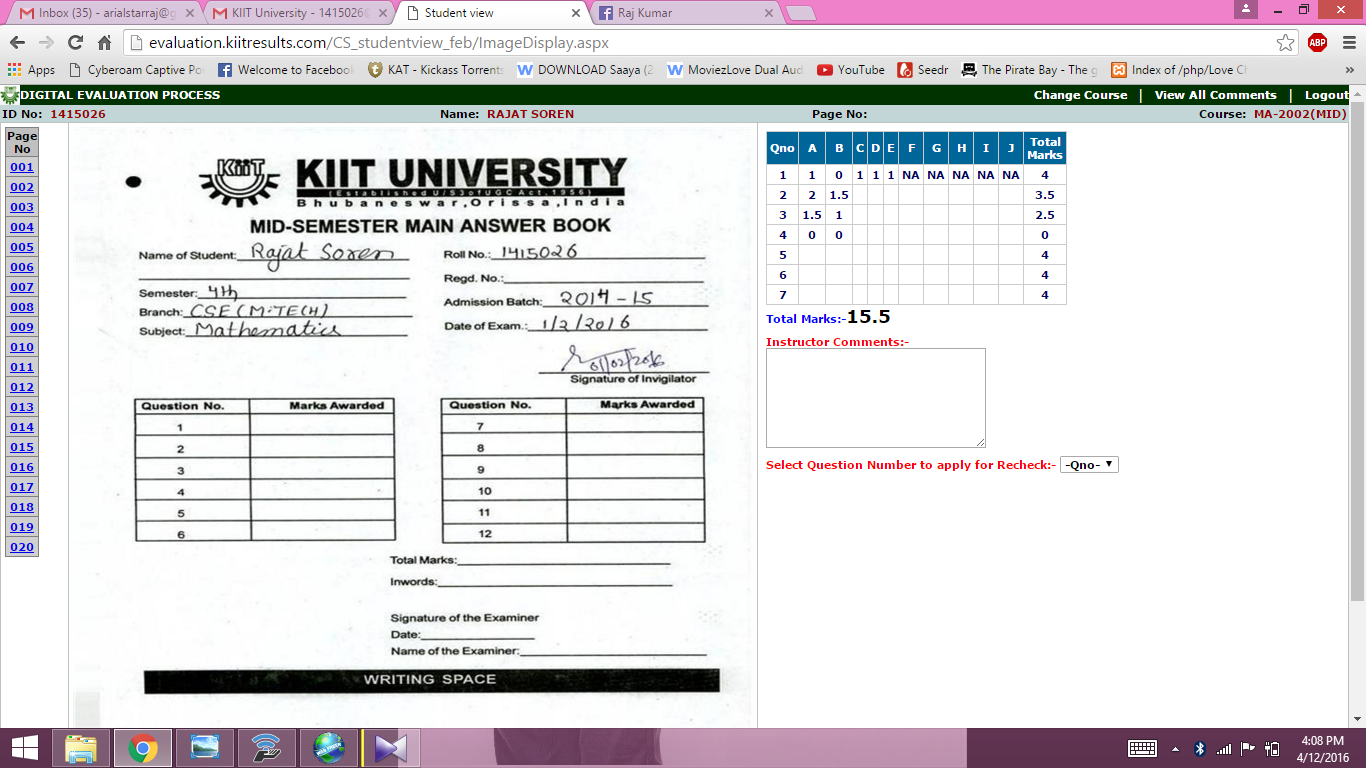 Inbox (35) - arialstarraj@g
KIIT University - 1415026@
Student view
Raj Kumar
evaluation.kiitresults.com/CS_studentview_feb/ImageDisplay.aspx
ABP
Apps Cyberoam Captive Po Welcome to Facebook KAT - Kickass Torrents DOWNLOAD Saaya (2 MoviezLove Dual Aud YouTube Seedr The Pirate Bay - The g Index of /php/Love Ch »
DIGITAL EVALUATION PROCESS Change Course | View All Comments | Logout
ID No: 1415026 Name: RAJAT SOREN Page No: Course: MA-2002(MID)
Page No
001
002
003
004
005
006
007
008
009
010
011
012
013
014
015
016
017
018
019
020
KiiT KIIT UNIVERSITY
(Established U/S3ofUGC Act,1956)
Bhubaneswar,Orissa,India
MID-SEMESTER MAIN ANSWER BOOK
Name of Student: Rajat Soren Roll No.: 1415026
Regd. No.:
Semester: 4th Admission Batch: 2014-15
Branch: CSE (M.TECH)
Subject: Mathematics Date of Exam.: 1/2/2016
01/02/2016
Signature of Invigilator
Question No. Marks Awarded Question No. Marks Awarded
1 7
2 8
3 9
4 10
5 11
6 12
Total Marks:
Inwords:
Signature of the Examiner
Date:
Name of the Examiner:
WRITING SPACE
Qno A B C D E F G H I J Total Marks
1 1 0 1 1 1 NA NA NA NA NA 4
2 2 1.5 3.5
3 1.5 1 2.5
4 0 0 0
5 4
6 4
7 4
Total Marks:-15.5
Instructor Comments:-
Select Question Number to apply for Recheck:- -Qno-
4:08 PM
4/12/2016